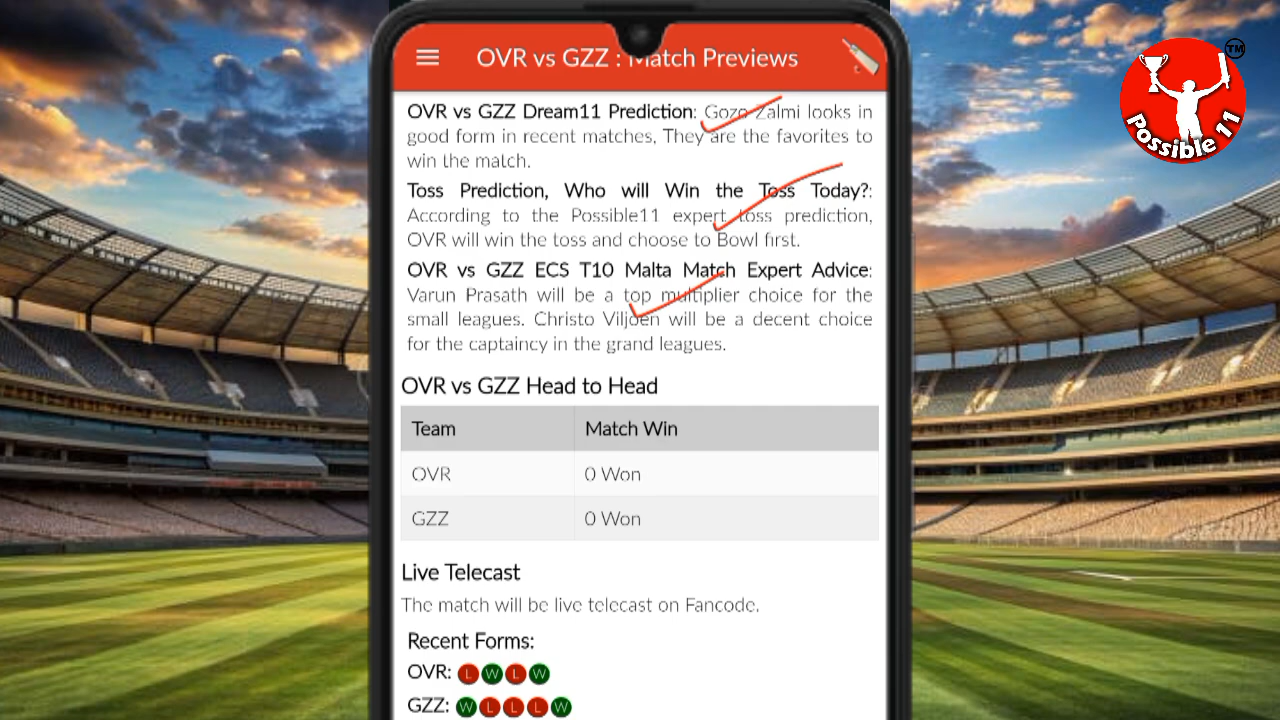 OVR vs GZZ : Match Previews
TM
Possible 11
OVR vs GZZ Dream11 Prediction: Gozo Zalmi looks in
good form in recent matches, They are the favorites to
win the match.
Toss Prediction, Who will Win the Toss Today?:
According to the Possible11 expert toss prediction,
OVR will win the toss and choose to Bowl first.
OVR vs GZZ ECS T10 Malta Match Expert Advice:
Varun Prasath will be a top multiplier choice for the
small leagues. Christo Viljoen will be a decent choice
for the captaincy in the grand leagues.
OVR vs GZZ Head to Head
Team Match Win
OVR 0 Won
GZZ 0 Won
Live Telecast
The match will be live telecast on Fancode.
Recent Forms:
OVR: L W L W
GZZ: W L L L W